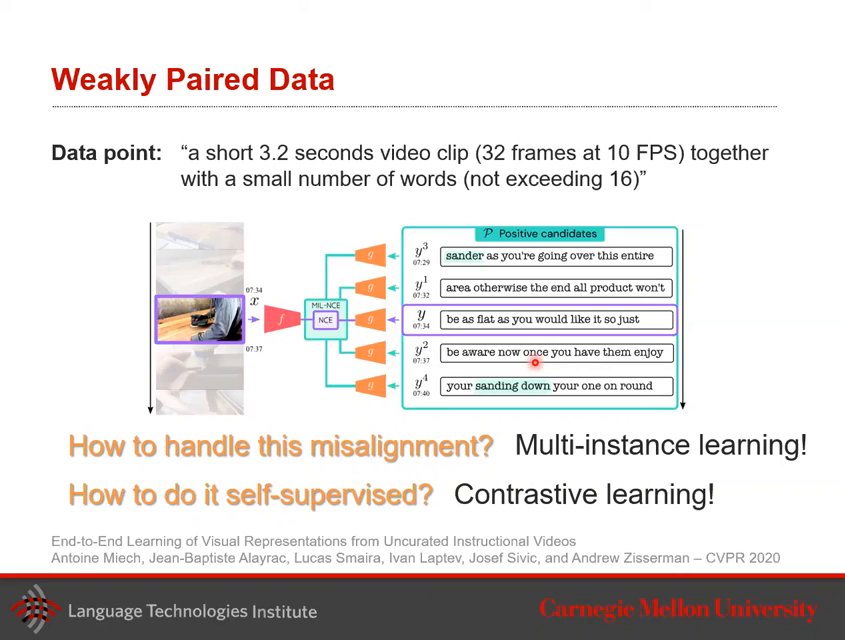 Weakly Paired Data
Data point: “a short 3.2 seconds video clip (32 frames at 10 FPS) together
with a small number of words (not exceeding 16)”
P Positive candidates
y³
07:29
sander as you're going over this entire
g
07:34
x
07:37
f
MIL-NCE
NCE
y¹
07:32
area otherwise the end all product won't
g
y
07:34
be as flat as you would like it so just
g
y²
07:37
be aware now once you have them enjoy
g
y⁴
07:40
your sanding down your one on round
g
How to handle this misalignment? Multi-instance learning!
How to do it self-supervised? Contrastive learning!
End-to-End Learning of Visual Representations from Uncurated Instructional Videos
Antoine Miech, Jean-Baptiste Alayrac, Lucas Smaira, Ivan Laptev, Josef Sivic, and Andrew Zisserman – CVPR 2020
Language Technologies Institute
Carnegie Mellon University